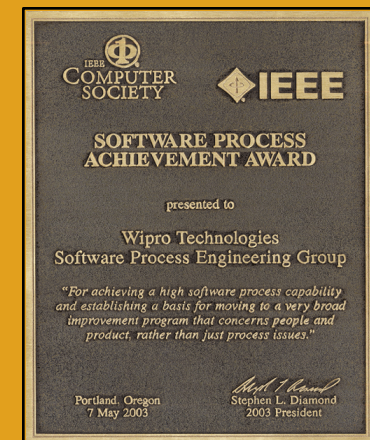 IEEE
COMPUTER
SOCIETY
IEEE
SOFTWARE PROCESS
ACHIEVEMENT AWARD
presented to
Wipro Technologies
Software Process Engineering Group
"For achieving a high software process capability
and establishing a basis for moving to a very broad
improvement program that concerns people and
product, rather than just process issues."
Portland, Oregon
7 May 2003
Stephen L. Diamond
2003 President